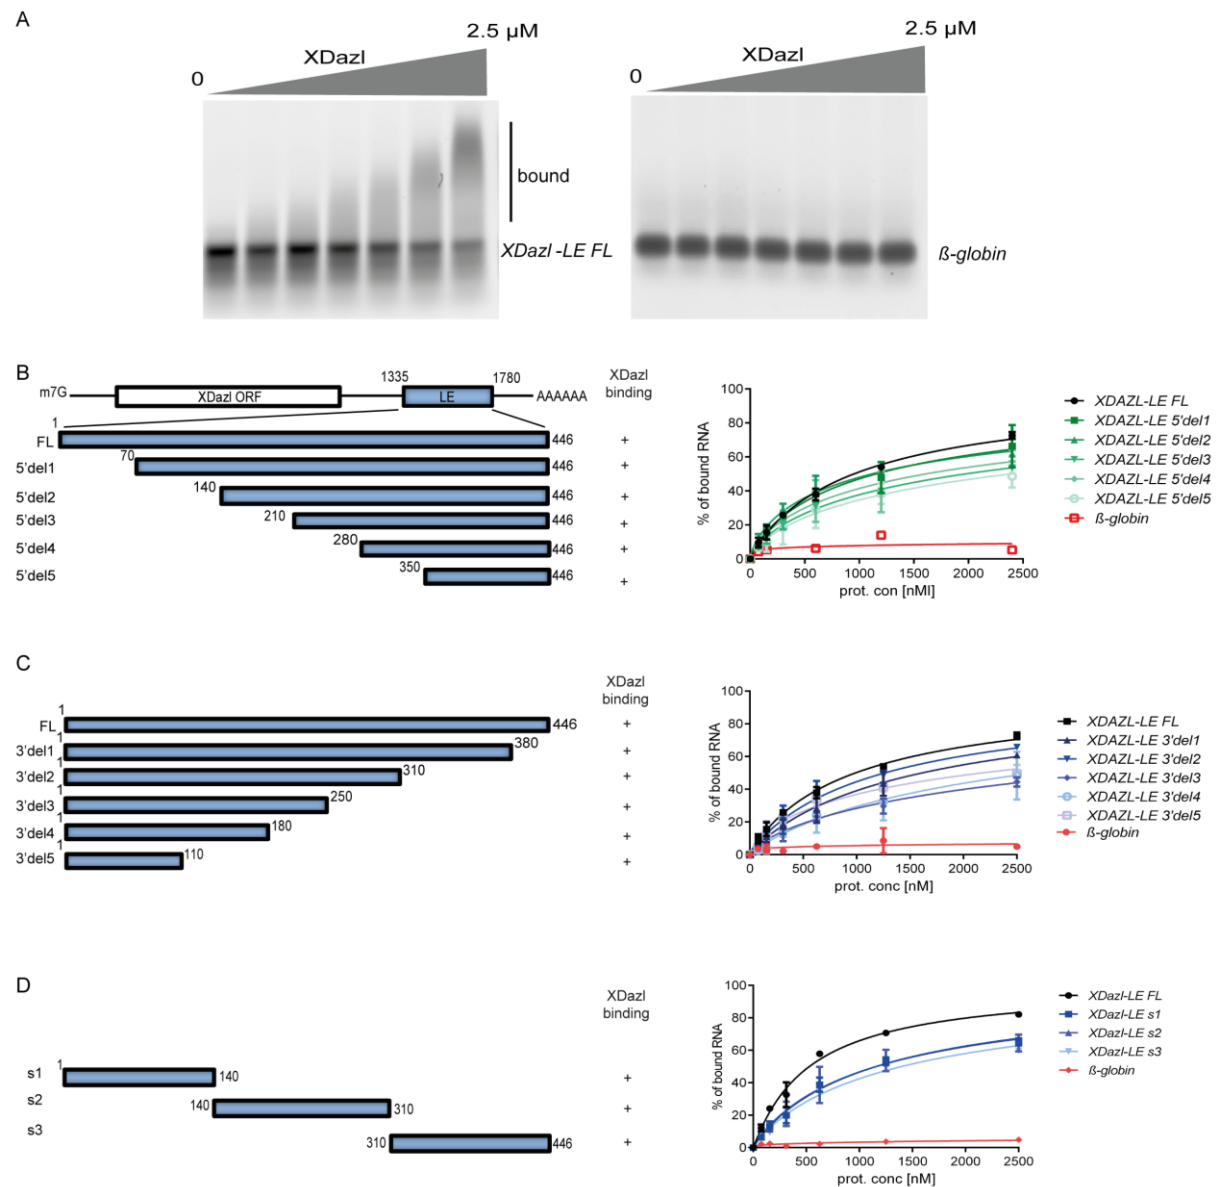 A
XDazl
2.5 µM
0
bound
XDazl -LE FL
XDazl
2.5 µM
0
ß-globin
B
m7G
XDazl ORF
1335
LE
1780
AAAAAA
XDazl
binding
1
FL
446
+
5'del1
70
446
+
5'del2
140
446
+
5'del3
210
446
+
5'del4
280
446
+
5'del5
350
446
+
% of bound RNA
100
80
60
40
20
0
0
500
1000
1500
2000
2500
prot. con [nMl]
XDAZL-LE FL
XDAZL-LE 5'del1
XDAZL-LE 5'del2
XDAZL-LE 5'del3
XDAZL-LE 5'del4
XDAZL-LE 5'del5
ß-globin
C
XDazl
binding
1
FL
446
+
1
3'del1
380
+
1
3'del2
310
+
1
3'del3
250
+
1
3'del4
180
+
1
3'del5
110
+
% of bound RNA
100
80
60
40
20
0
0
500
1000
1500
2000
2500
prot. conc [nM]
XDAZL-LE FL
XDAZL-LE 3'del1
XDAZL-LE 3'del2
XDAZL-LE 3'del3
XDAZL-LE 3'del4
XDAZL-LE 3'del5
ß-globin
D
XDazl
binding
s1
1
140
+
s2
140
310
+
s3
310
446
+
% of bound RNA
100
80
60
40
20
0
0
500
1000
1500
2000
2500
prot. conc [nM]
XDazl-LE FL
XDazl-LE s1
XDazl-LE s2
XDazl-LE s3
ß-globin